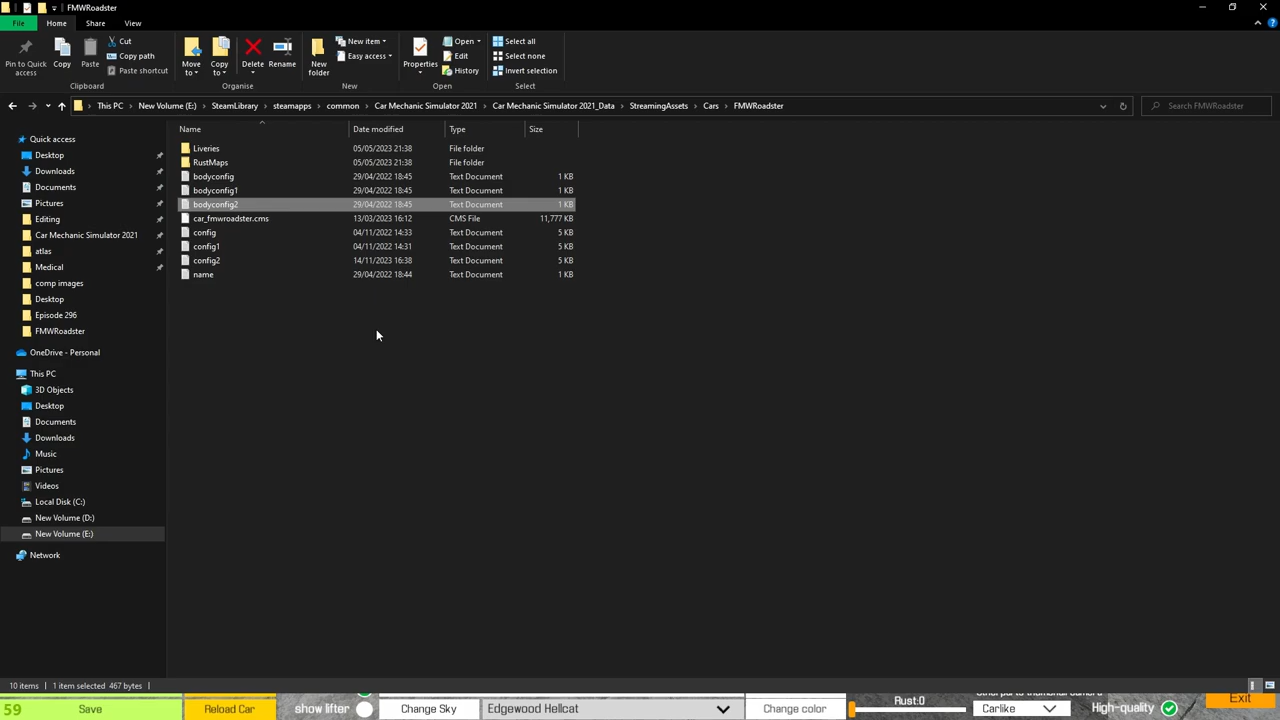 FMWRoadster
File Home Share View
Pin to Quick access
Copy
Paste
Cut
Copy path
Paste shortcut
Move to
Copy to
Delete
Rename
New folder
New item
Easy access
Properties
Open
Edit
History
Select all
Select none
Invert selection
Clipboard Organise New Open Select
This PC New Volume (E:) SteamLibrary steamapps common Car Mechanic Simulator 2021 Car Mechanic Simulator 2021_Data StreamingAssets Cars FMWRoadster
Search FMWRoadster
Quick access
Desktop
Downloads
Documents
Pictures
Editing
Car Mechanic Simulator 2021
atlas
Medical
comp images
Desktop
Episode 296
FMWRoadster
OneDrive - Personal
This PC
3D Objects
Desktop
Documents
Downloads
Music
Pictures
Videos
Local Disk (C:)
New Volume (D:)
New Volume (E:)
Network
Name Date modified Type Size
Liveries 05/05/2023 21:38 File folder
RustMaps 05/05/2023 21:38 File folder
bodyconfig 29/04/2022 18:45 Text Document 1 KB
bodyconfig1 29/04/2022 18:45 Text Document 1 KB
bodyconfig2 29/04/2022 18:45 Text Document 1 KB
car_fmwroadster.cms 13/03/2023 16:12 CMS File 11,777 KB
config 04/11/2022 14:33 Text Document 5 KB
config1 04/11/2022 14:31 Text Document 5 KB
config2 14/11/2023 16:38 Text Document 5 KB
name 29/04/2022 18:44 Text Document 1 KB
10 items 1 item selected 467 bytes
59 Save Reload Car show lifter Change Sky Edgewood Hellcat Change color Rust:0 Carlike High-quality Exit